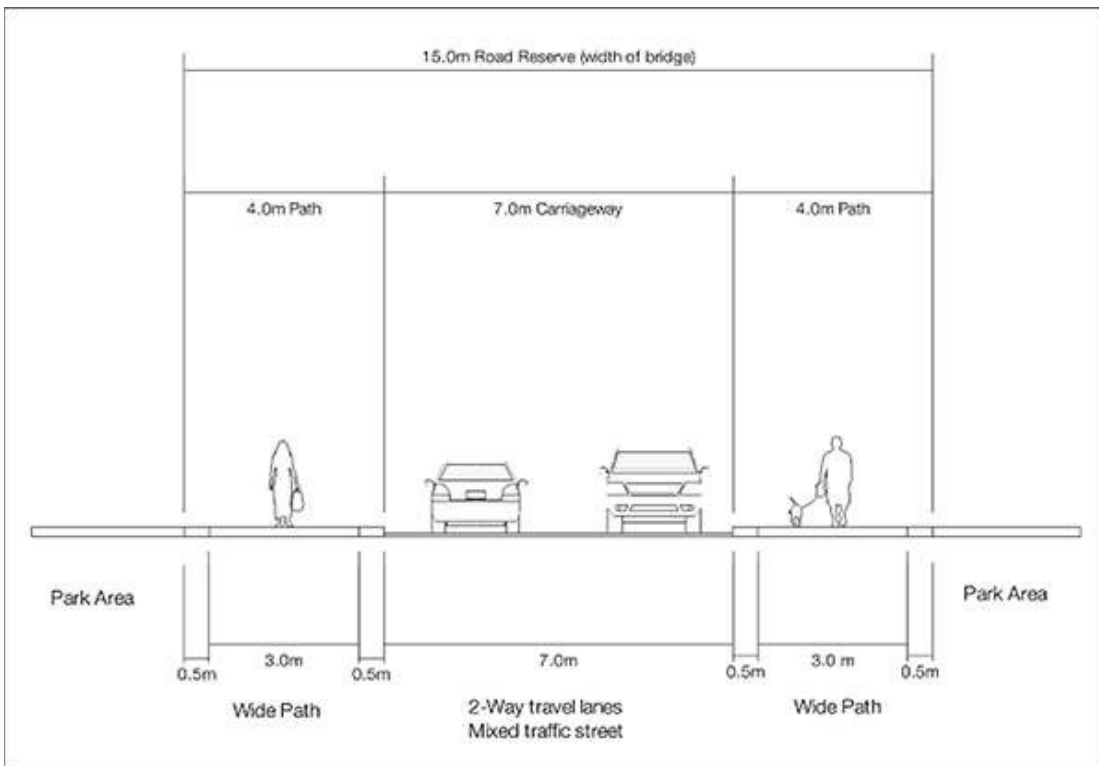 15.0m Road Reserve (width of bridge)
4.0m Path
7.0m Carriageway
4.0m Path
Park Area
Park Area
0.5m
3.0m
0.5m
7.0m
0.5m
3.0 m
0.5m
Wide Path
2-Way travel lanes
Mixed traffic street
Wide Path